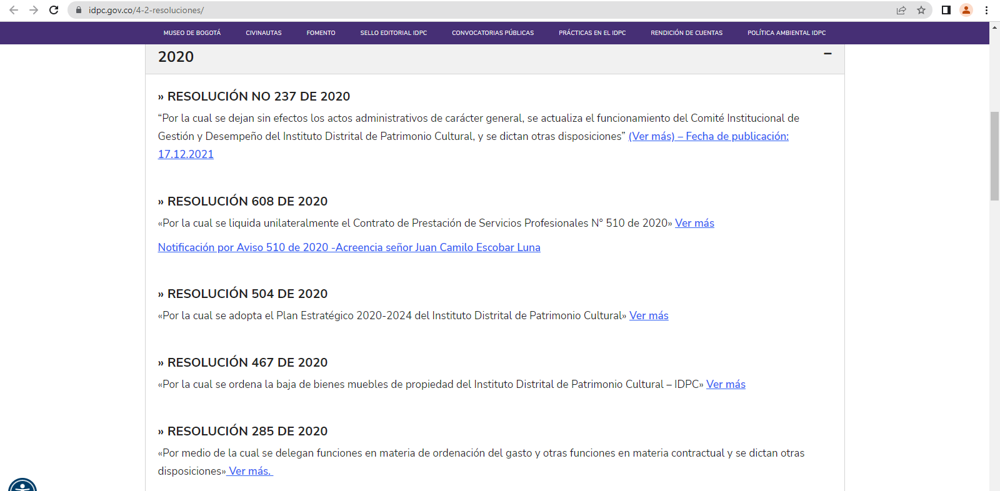 idpc.gov.co/4-2-resoluciones/
MUSEO DE BOGOTÁ CIVINAUTAS FOMENTO SELLO EDITORIAL IDPC CONVOCATORIAS PÚBLICAS PRÁCTICAS EN EL IDPC RENDICIÓN DE CUENTAS POLÍTICA AMBIENTAL IDPC
2020 –
» RESOLUCIÓN NO 237 DE 2020
“Por la cual se dejan sin efectos los actos administrativos de carácter general, se actualiza el funcionamiento del Comité Institucional de
Gestión y Desempeño del Instituto Distrital de Patrimonio Cultural, y se dictan otras disposiciones” (Ver más) – Fecha de publicación:
17.12.2021
» RESOLUCIÓN 608 DE 2020
«Por la cual se liquida unilateralmente el Contrato de Prestación de Servicios Profesionales N° 510 de 2020» Ver más
Notificación por Aviso 510 de 2020 -Acreencia señor Juan Camilo Escobar Luna
» RESOLUCIÓN 504 DE 2020
«Por la cual se adopta el Plan Estratégico 2020-2024 del Instituto Distrital de Patrimonio Cultural» Ver más
» RESOLUCIÓN 467 DE 2020
«Por la cual se ordena la baja de bienes muebles de propiedad del Instituto Distrital de Patrimonio Cultural – IDPC» Ver más
» RESOLUCIÓN 285 DE 2020
«Por medio de la cual se delegan funciones en materia de ordenación del gasto y otras funciones en materia contractual y se dictan otras
disposiciones» Ver más.